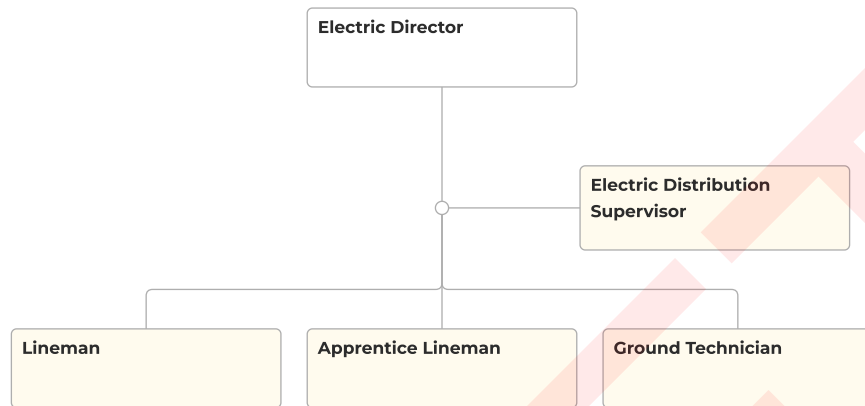 Electric Director
Electric Distribution
Supervisor
Lineman
Apprentice Lineman
Ground Technician